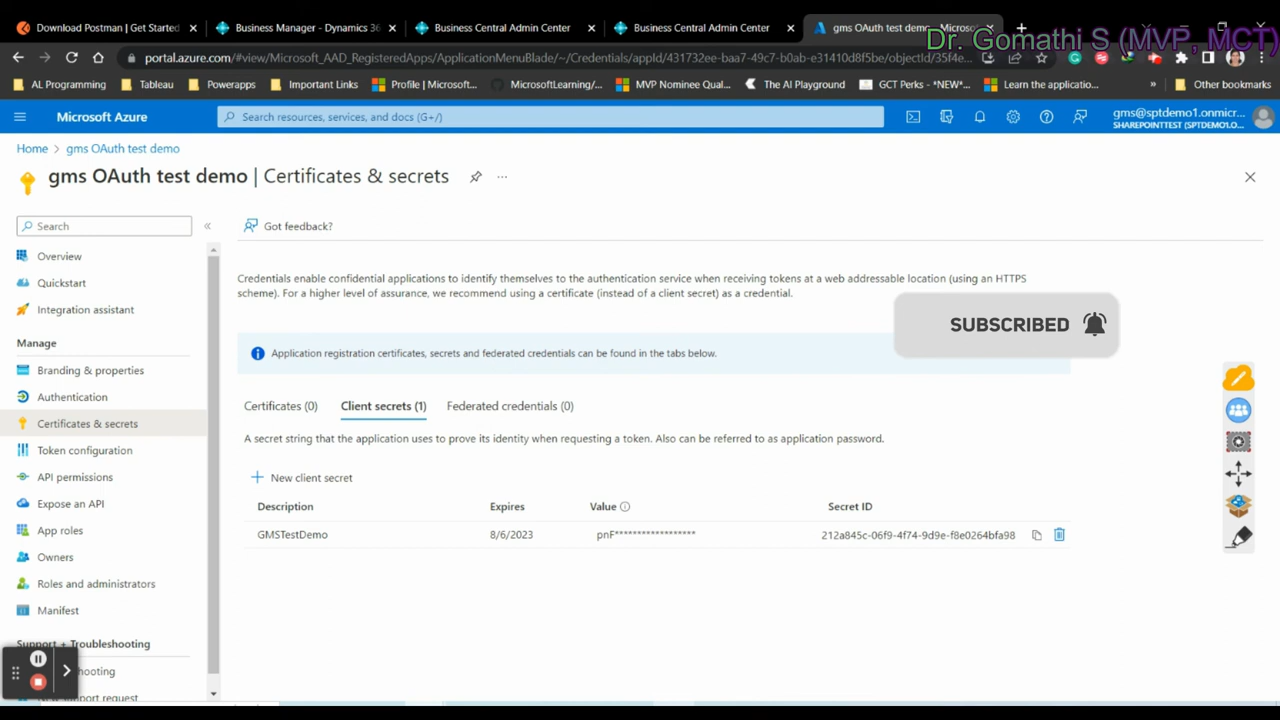 Download Postman | Get Started
Business Manager - Dynamics 36
Business Central Admin Center
Business Central Admin Center
gms OAuth test demo - Microso
Dr. Gomathi S (MVP, MCT)
portal.azure.com/#view/Microsoft_AAD_RegisteredApps/ApplicationMenuBlade/~/Credentials/appId/431732ee-baa7-49c7-b0ab-e31410d8f5be/objectId/35f4e...
AL Programming
Tableau
Powerapps
Important Links
Profile | Microsoft...
MicrosoftLearning/...
MVP Nominee Qual...
The AI Playground
GCT Perks - *NEW*...
Learn the applicatio...
»
Other bookmarks
Microsoft Azure
Search resources, services, and docs (G+/)
gms@sptdemo1.onmicr...
SHAREPOINTTEST (SPTDEMO1.O...
Home > gms OAuth test demo
gms OAuth test demo | Certificates & secrets
...
Search
«
Got feedback?
Overview
Quickstart
Integration assistant
Manage
Branding & properties
Authentication
Certificates & secrets
Token configuration
API permissions
Expose an API
App roles
Owners
Roles and administrators
Manifest
Support + Troubleshooting
hooting
New support request
Credentials enable confidential applications to identify themselves to the authentication service when receiving tokens at a web addressable location (using an HTTPS
scheme). For a higher level of assurance, we recommend using a certificate (instead of a client secret) as a credential.
SUBSCRIBED
Application registration certificates, secrets and federated credentials can be found in the tabs below.
Certificates (0)
Client secrets (1)
Federated credentials (0)
A secret string that the application uses to prove its identity when requesting a token. Also can be referred to as application password.
New client secret
Description Expires Value Secret ID
GMSTestDemo 8/6/2023 pnF****************** 212a845c-06f9-4f74-9d9e-f8e0264bfa98